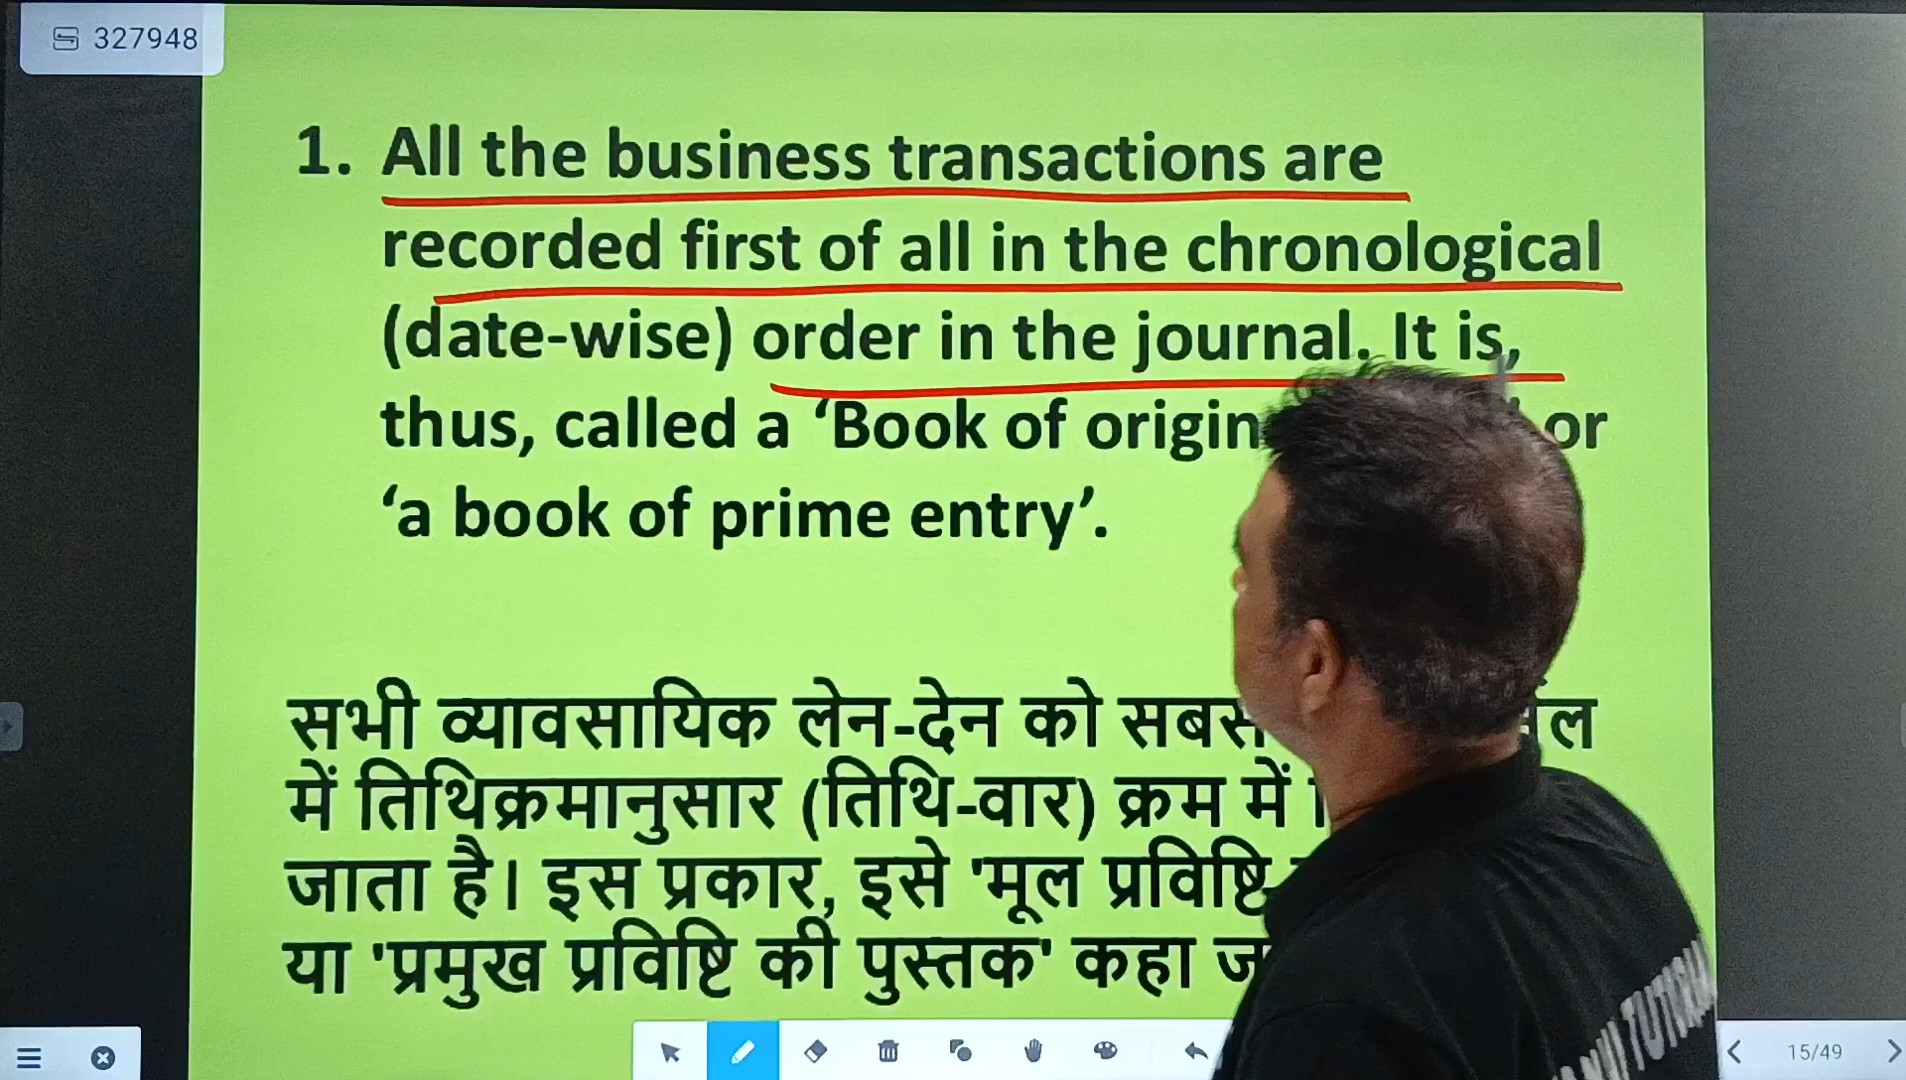 327948
1. All the business transactions are
recorded first of all in the chronological
(date-wise) order in the journal. It is,
thus, called a ‘Book of or
‘a book of prime entry’.
सभी व्यावसायिक लेन-देन को
में तिथिक्रमानुसार (तिथि-वार) क्रम में
जाता है। इस प्रकार, इसे 'मूल प्रविष्टि
या 'प्रमुख प्रविष्टि की पुस्तक' कहा
15/49